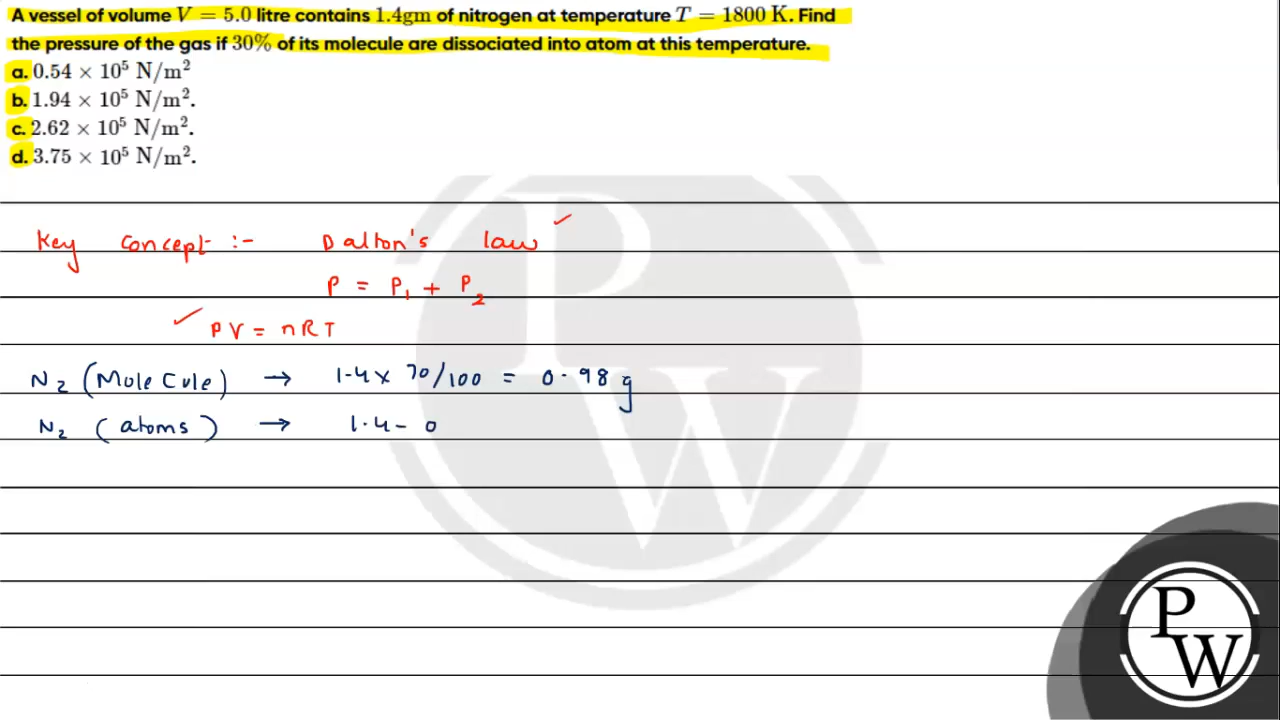 A vessel of volume V = 5.0 litre contains 1.4gm of nitrogen at temperature T = 1800 K. Find
the pressure of the gas if 30% of its molecule are dissociated into atom at this temperature.
a. 0.54 × 10⁵ N/m²
b. 1.94 × 10⁵ N/m².
c. 2.62 × 10⁵ N/m².
d. 3.75 × 10⁵ N/m².
Key Concept :- Dalton's law ✓
P = P₁ + P₂
✓ PV = nRT
N₂ (MoleCule) → 1.4 × 70/100 = 0.98 g
N₂ (atoms) → 1.4 - 0
PW
PW